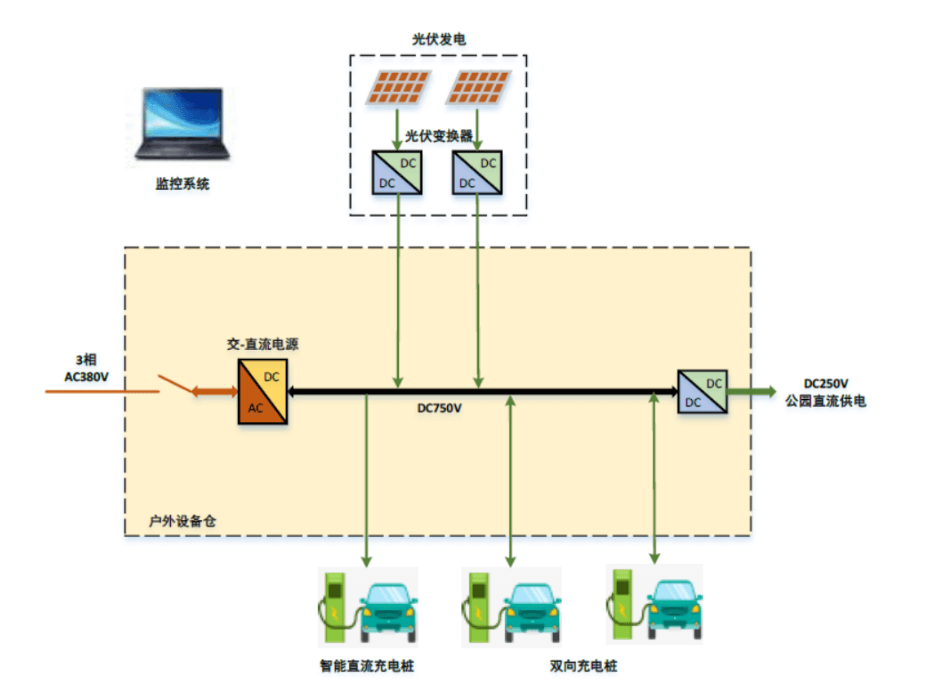 光伏发电
光伏变换器
DC
DC
DC
DC
监控系统
交-直流电源
3相
AC380V
DC
AC
DC750V
DC
DC
DC250V
公园直流供电
户外设备仓
智能直流充电桩
双向充电桩